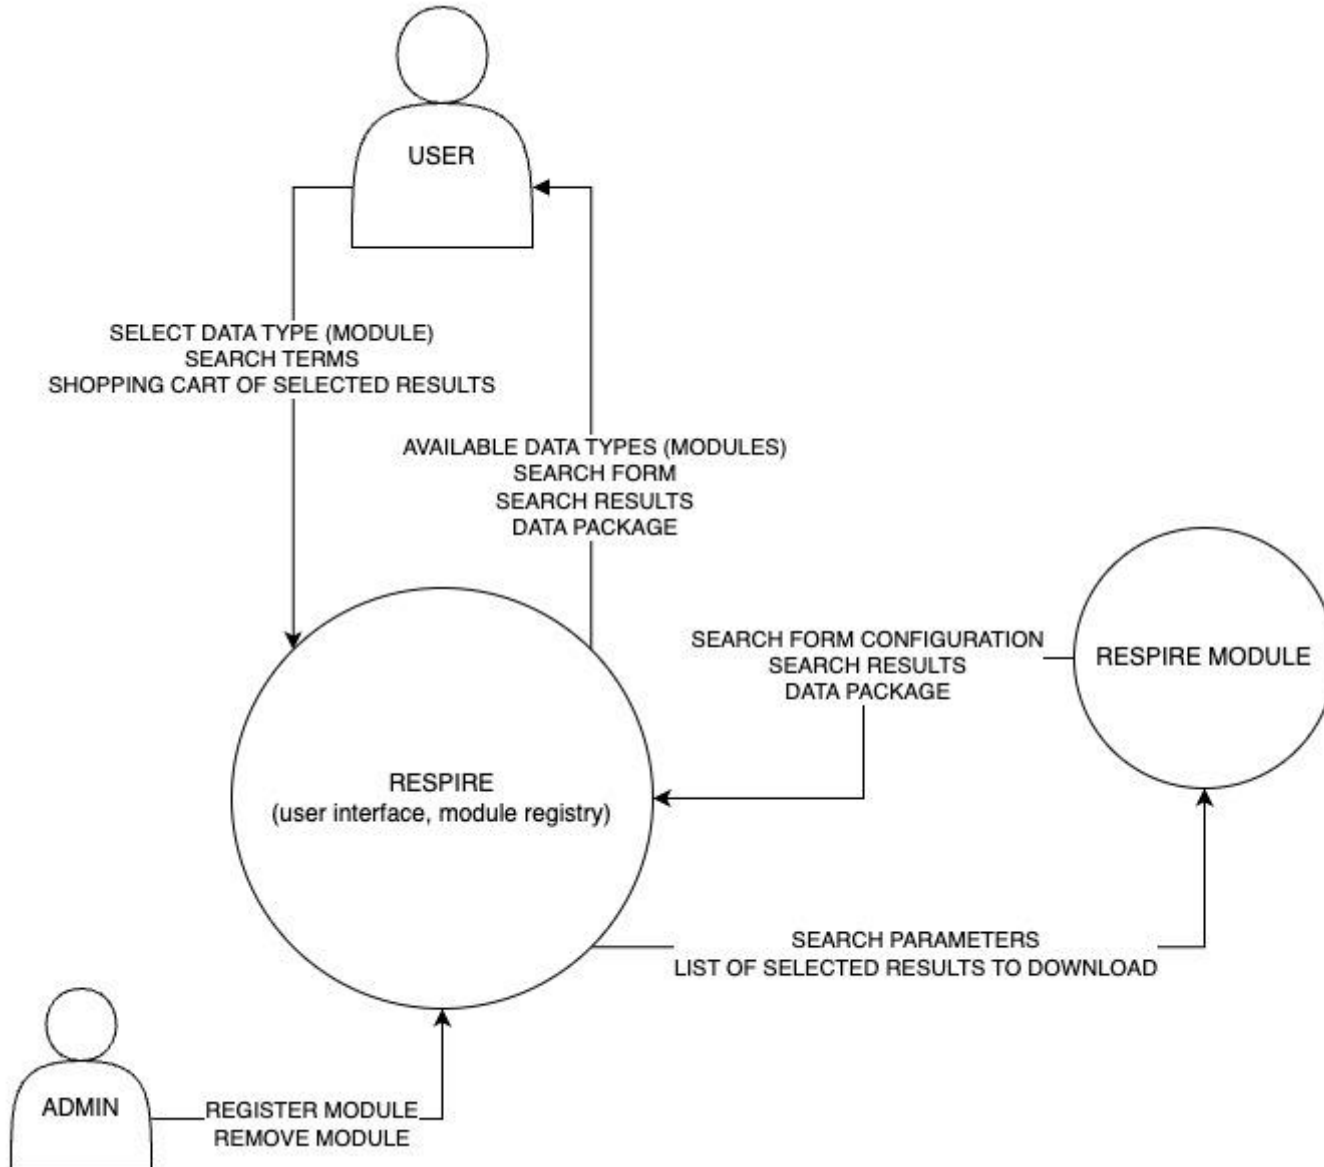 USER
SELECT DATA TYPE (MODULE)
SEARCH TERMS
SHOPPING CART OF SELECTED RESULTS
AVAILABLE DATA TYPES (MODULES)
SEARCH FORM
SEARCH RESULTS
DATA PACKAGE
SEARCH FORM CONFIGURATION
SEARCH RESULTS
DATA PACKAGE
RESPIRE MODULE
RESPIRE
(user interface, module registry)
SEARCH PARAMETERS
LIST OF SELECTED RESULTS TO DOWNLOAD
ADMIN
REGISTER MODULE
REMOVE MODULE